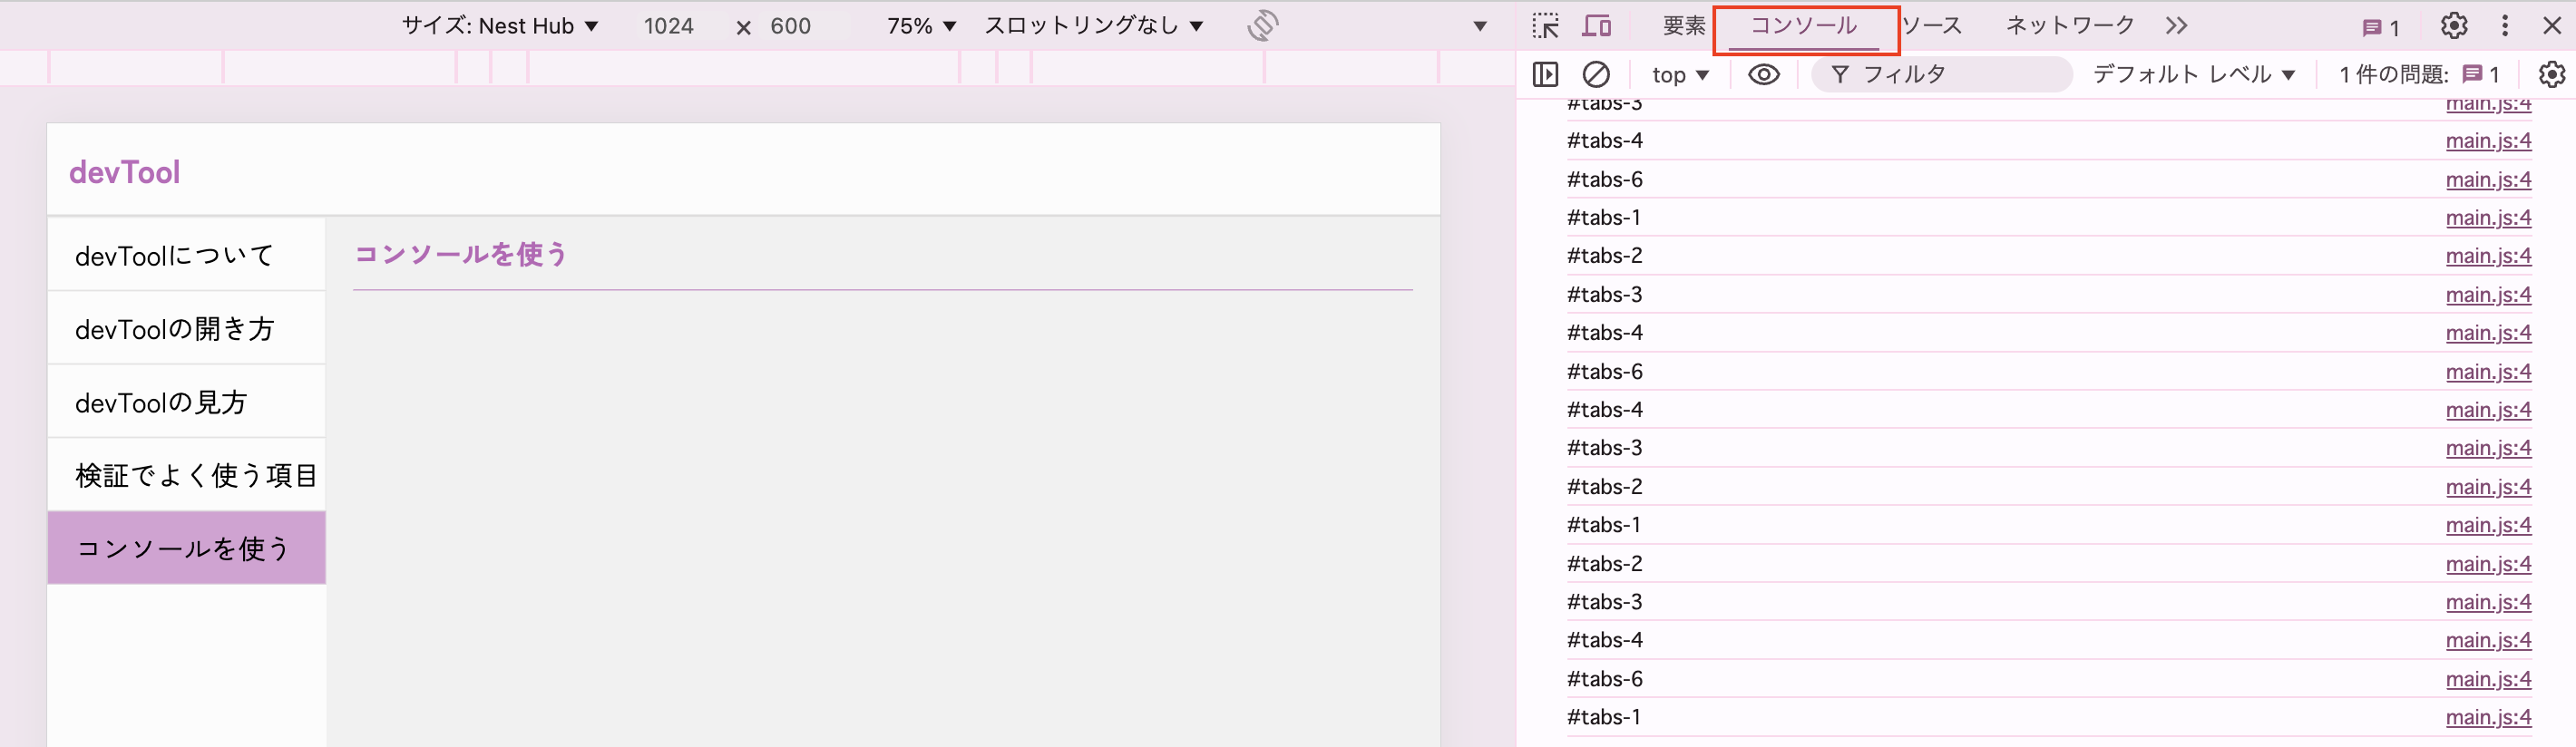 サイズ: Nest Hub ▼ 1024 × 600 75% ▼ スロットリングなし ▼ ▼
要素 コンソール ソース ネットワーク 1
top ▼ フィルタ デフォルト レベル ▼ 1 件の問題: 1
devTool
devToolについて
devToolの開き方
devToolの見方
検証でよく使う項目
コンソールを使う
コンソールを使う
#tabs-3 main.js:4
#tabs-4 main.js:4
#tabs-6 main.js:4
#tabs-1 main.js:4
#tabs-2 main.js:4
#tabs-3 main.js:4
#tabs-4 main.js:4
#tabs-6 main.js:4
#tabs-4 main.js:4
#tabs-3 main.js:4
#tabs-2 main.js:4
#tabs-1 main.js:4
#tabs-2 main.js:4
#tabs-3 main.js:4
#tabs-4 main.js:4
#tabs-6 main.js:4
#tabs-1 main.js:4